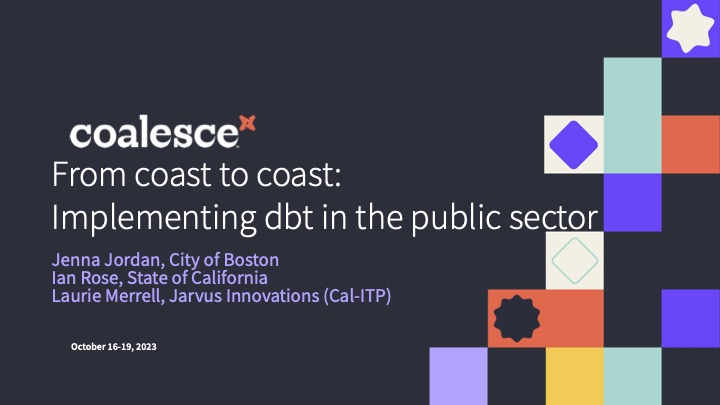 coalesce
From coast to coast:
Implementing dbt in the public sector
Jenna Jordan, City of Boston
Ian Rose, State of California
Laurie Merrell, Jarvus Innovations (Cal-ITP)
October 16-19, 2023